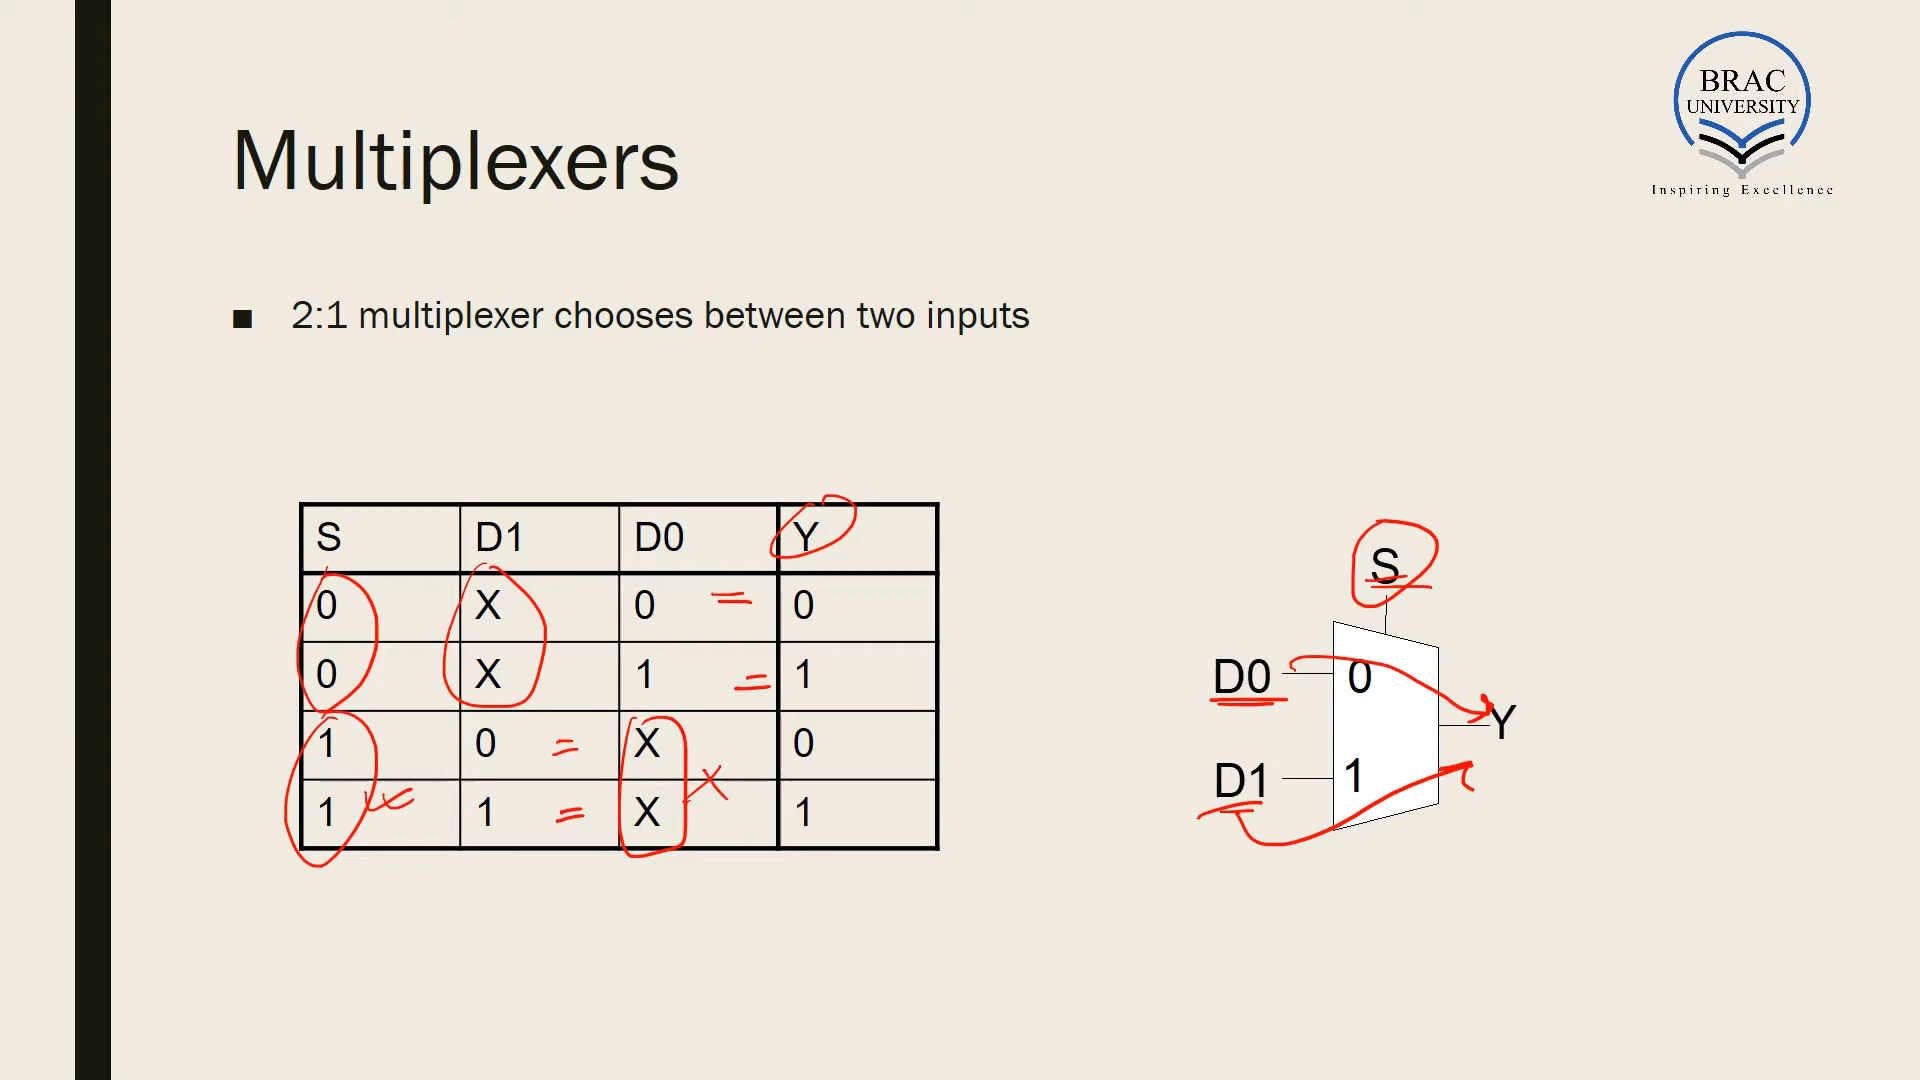 BRAC
UNIVERSITY
Inspiring Excellence
Multiplexers
■ 2:1 multiplexer chooses between two inputs
S D1 D0 Y
0 X 0 = 0
0 X 1 = 1
1 0 = X X 0
1 1 = X 1
S
D0 0
Y
D1 1